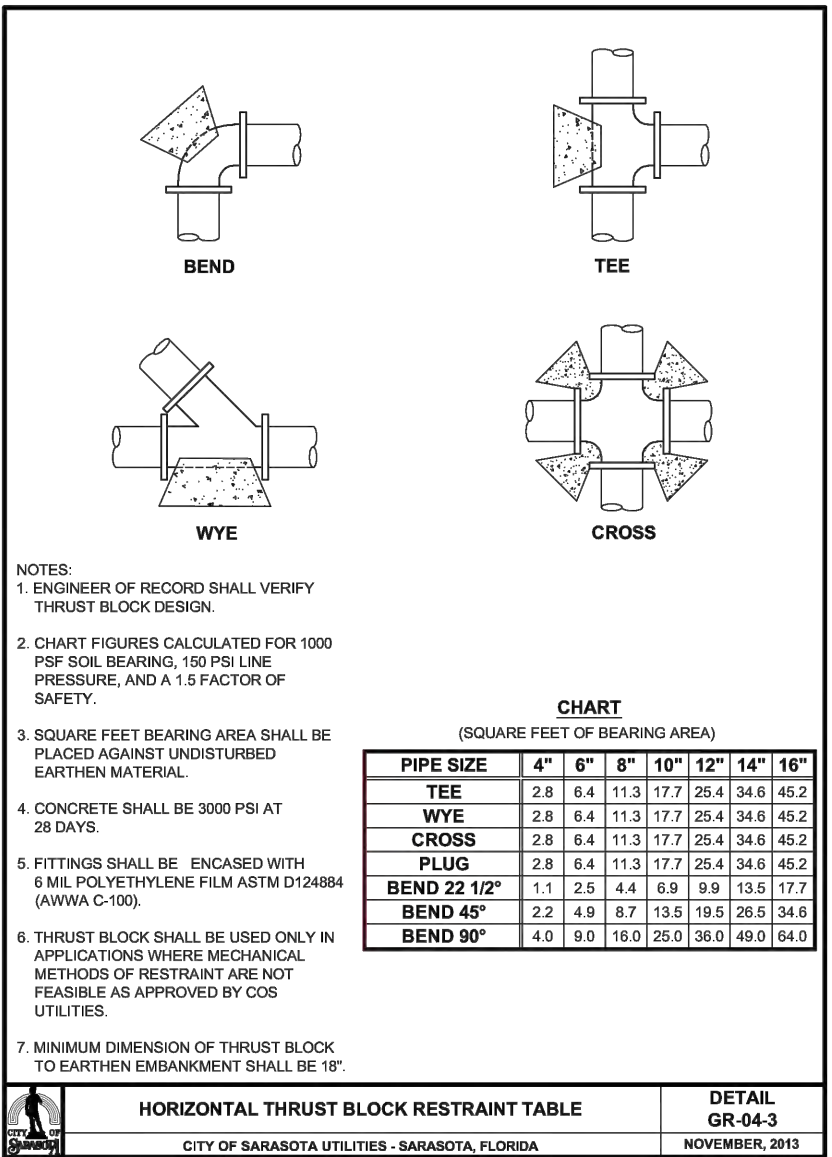 BEND
TEE
WYE
CROSS
NOTES:
1. ENGINEER OF RECORD SHALL VERIFY
THRUST BLOCK DESIGN.
2. CHART FIGURES CALCULATED FOR 1000
PSF SOIL BEARING, 150 PSI LINE
PRESSURE, AND A 1.5 FACTOR OF
SAFETY.
3. SQUARE FEET BEARING AREA SHALL BE
PLACED AGAINST UNDISTURBED
EARTHEN MATERIAL.
4. CONCRETE SHALL BE 3000 PSI AT
28 DAYS.
5. FITTINGS SHALL BE ENCASED WITH
6 MIL POLYETHYLENE FILM ASTM D124884
(AWWA C-100).
6. THRUST BLOCK SHALL BE USED ONLY IN
APPLICATIONS WHERE MECHANICAL
METHODS OF RESTRAINT ARE NOT
FEASIBLE AS APPROVED BY COS
UTILITIES.
7. MINIMUM DIMENSION OF THRUST BLOCK
TO EARTHEN EMBANKMENT SHALL BE 18".
CHART
(SQUARE FEET OF BEARING AREA)
PIPE SIZE 4" 6" 8" 10" 12" 14" 16"
TEE 2.8 6.4 11.3 17.7 25.4 34.6 45.2
WYE 2.8 6.4 11.3 17.7 25.4 34.6 45.2
CROSS 2.8 6.4 11.3 17.7 25.4 34.6 45.2
PLUG 2.8 6.4 11.3 17.7 25.4 34.6 45.2
BEND 22 1/2° 1.1 2.5 4.4 6.9 9.9 13.5 17.7
BEND 45° 2.2 4.9 8.7 13.5 19.5 26.5 34.6
BEND 90° 4.0 9.0 16.0 25.0 36.0 49.0 64.0
CITY OF
SARASOTA
HORIZONTAL THRUST BLOCK RESTRAINT TABLE
CITY OF SARASOTA UTILITIES - SARASOTA, FLORIDA
DETAIL
GR-04-3
NOVEMBER, 2013